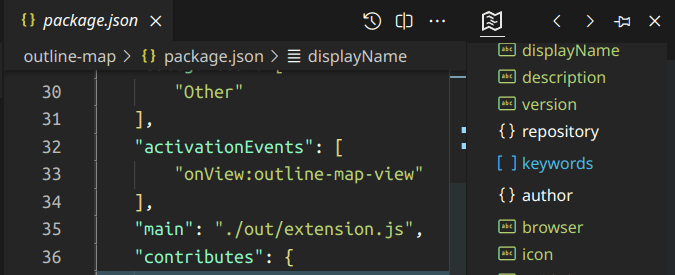 {} package.json
outline-map > {} package.json > displayName
30 "Other"
31 ],
32 "activationEvents": [
33 "onView:outline-map-view"
34 ],
35 "main": "./out/extension.js",
36 "contributes": {
displayName
description
version
{} repository
[ ] keywords
{} author
browser
icon